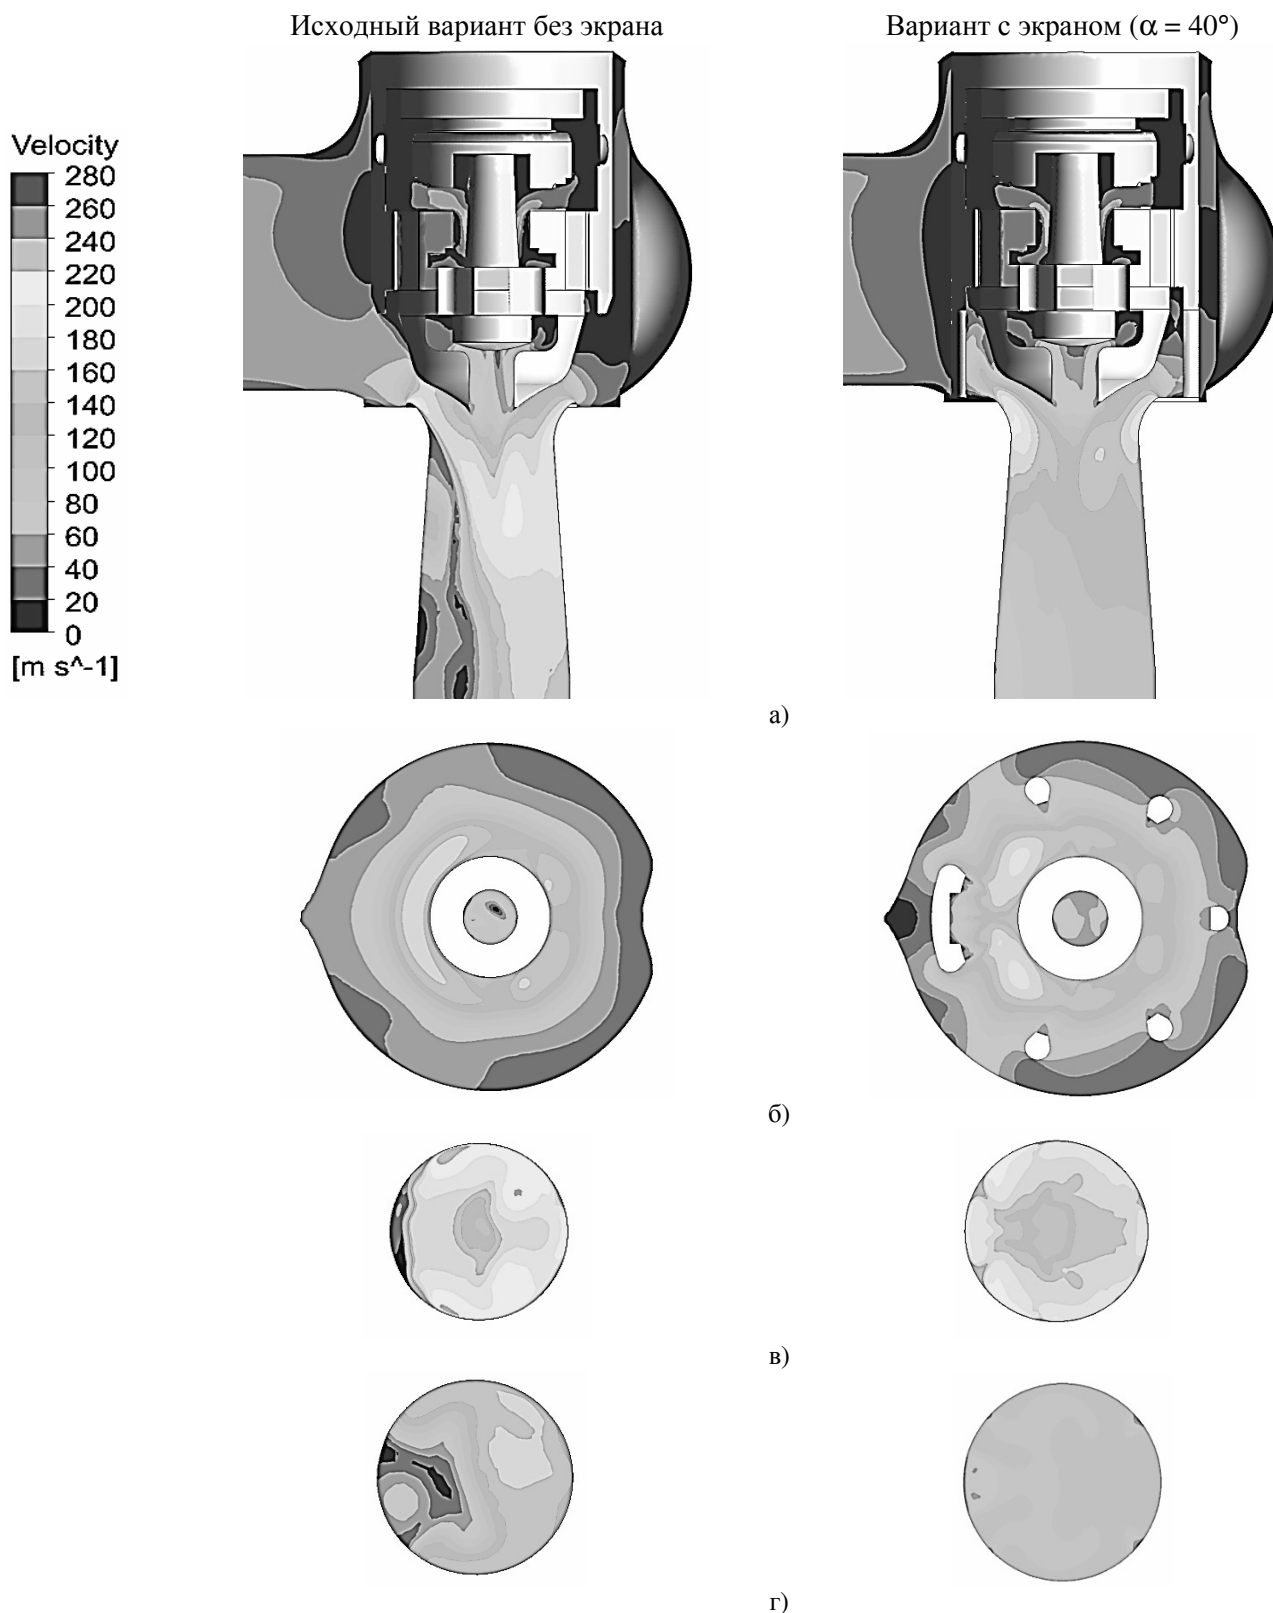 Исходный вариант без экрана
Вариант с экраном (α = 40°)
Velocity
280
260
240
220
200
180
160
140
120
100
80
60
40
20
0
[m s^-1]
а)
б)
в)
г)